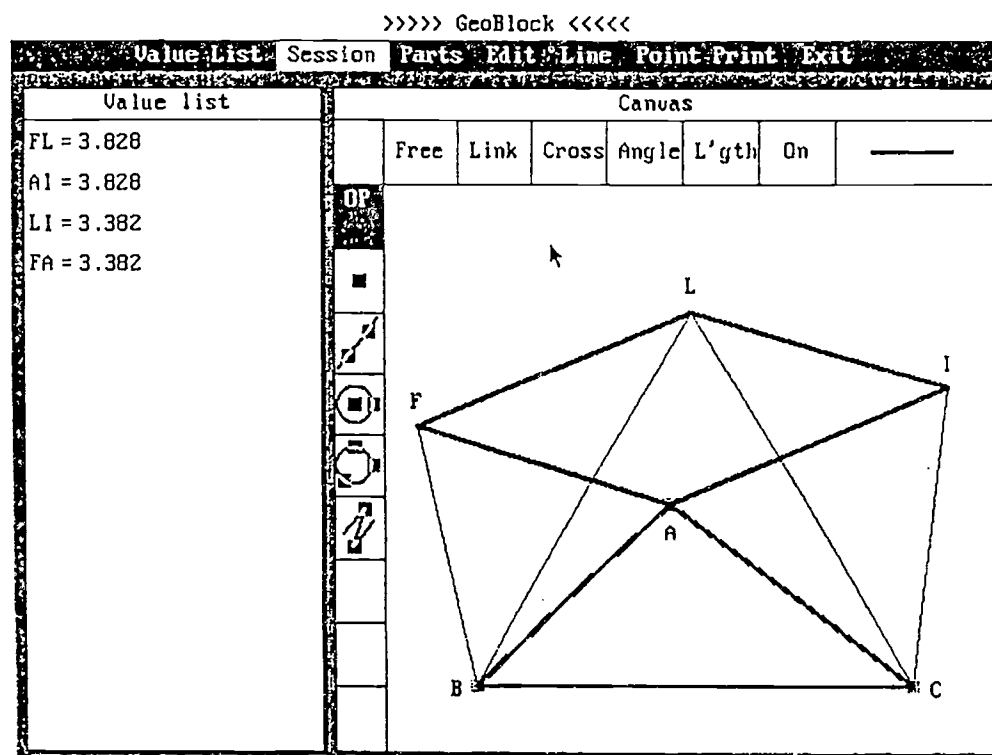 >>>>> GeoBlock <<<<<
Value List Session Parts Edit Line Point Print Exit
Value list
Canvas
FL = 3.828
AI = 3.828
LI = 3.382
FA = 3.382
Free Link Cross Angle L'gth On
OP
L
I
F
A
B
C